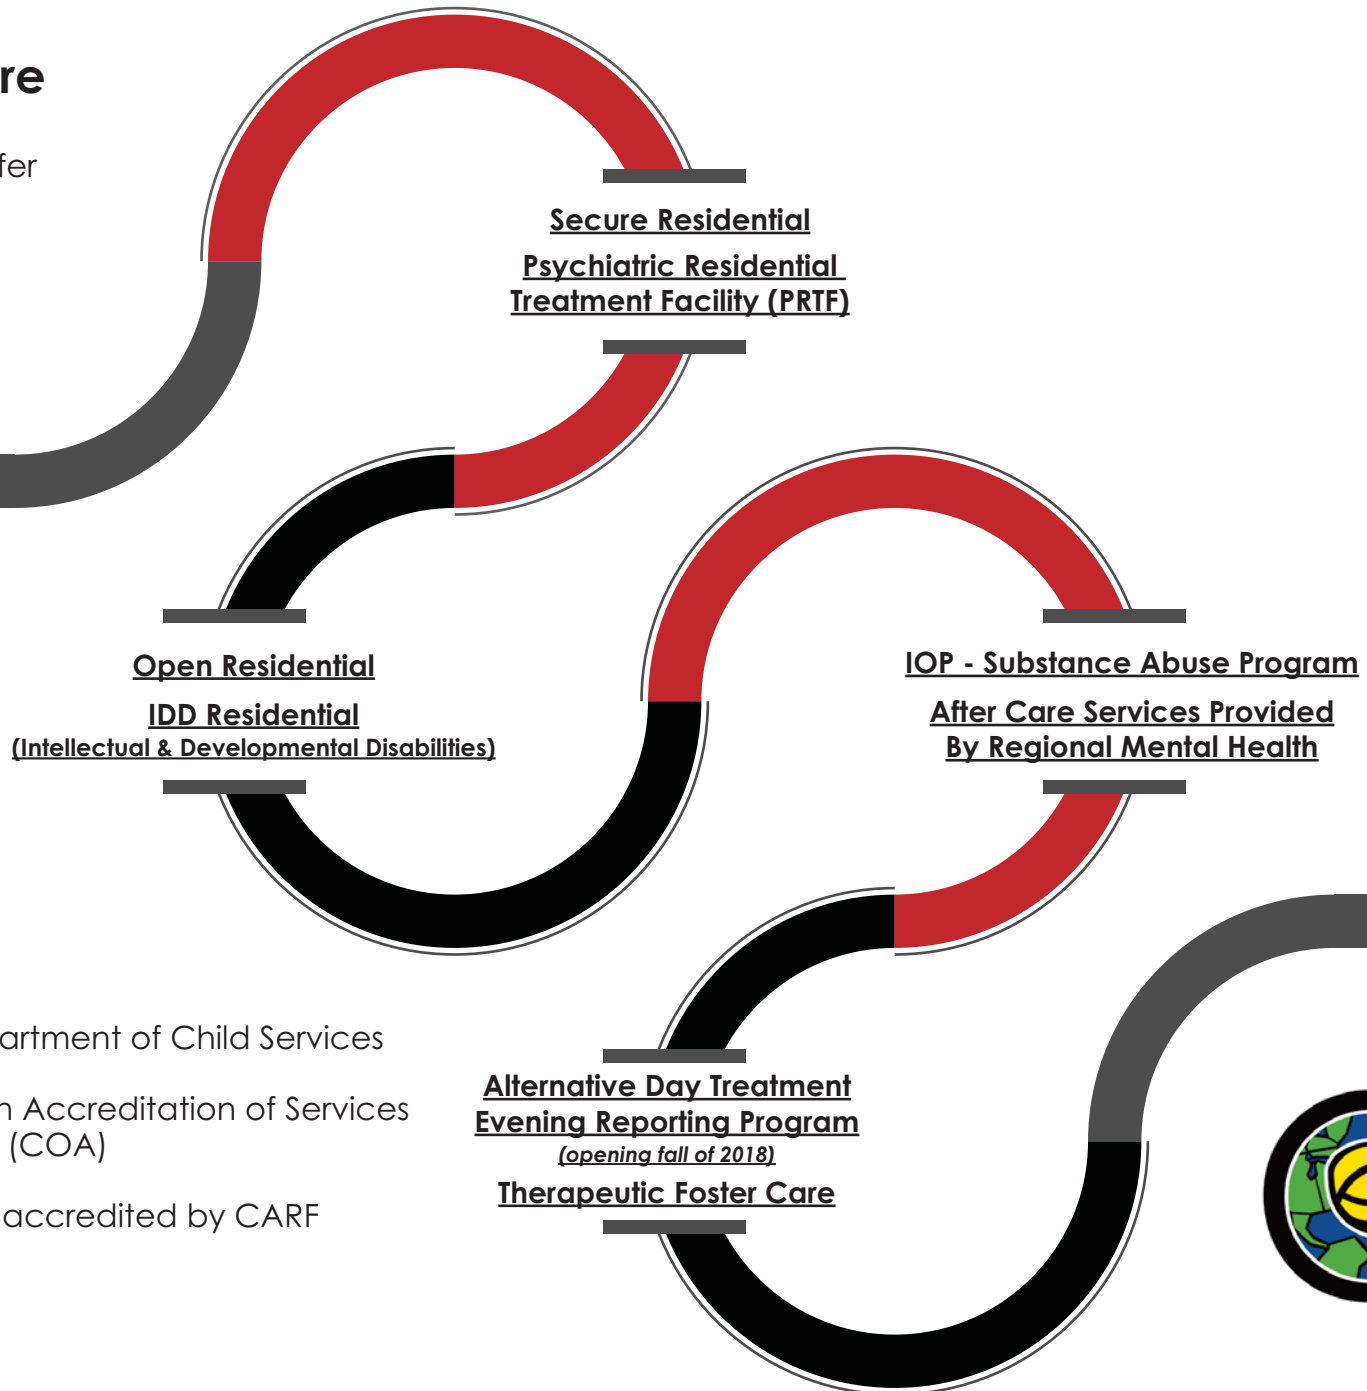 re
fer
Secure Residential
Psychiatric Residential
Treatment Facility (PRTF)
Open Residential
IDD Residential
(Intellectual & Developmental Disabilities)
IOP - Substance Abuse Program
After Care Services Provided
By Regional Mental Health
artment of Child Services
n Accreditation of Services
(COA)
accredited by CARF
Alternative Day Treatment
Evening Reporting Program
(opening fall of 2018)
Therapeutic Foster Care